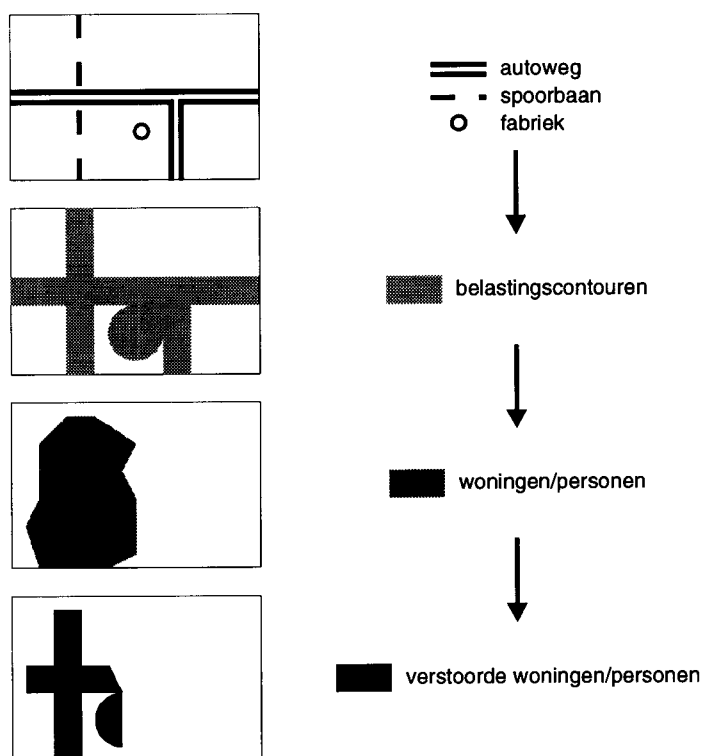 autoweg
spoorbaan
fabriek
belastingscontouren
woningen/personen
verstoorde woningen/personen